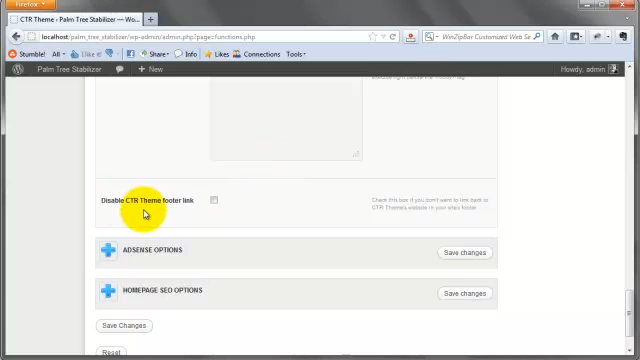 Firefox
CTR Theme - Palm Tree Stabilizer — Wo...
localhost/palm_tree_stabilizer/wp-admin/admin.php?page=functions.php
WinZipBar Customized Web Se
StumbleUpon! I like it! Share Info Likes Connections Tools
Palm Tree Stabilizer New Howdy, admin
Disable CTR Theme footer link
Check this box if you don't want to link back to
CTR Theme's website in your site's footer.
ADSENSE OPTIONS
Save changes
HOMEPAGE SEO OPTIONS
Save changes
Save Changes
Reset